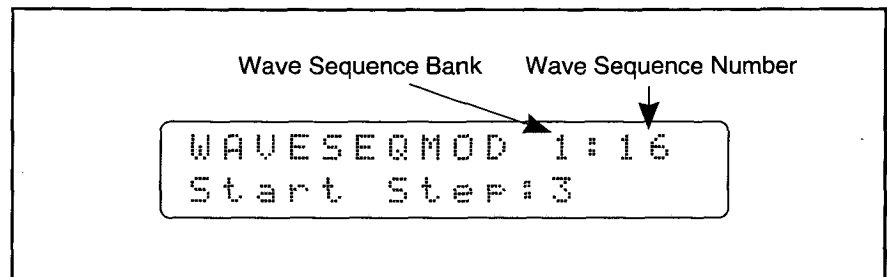 Wave Sequence Bank Wave Sequence Number
WAVESEQMOD 1:16
Start Step:3